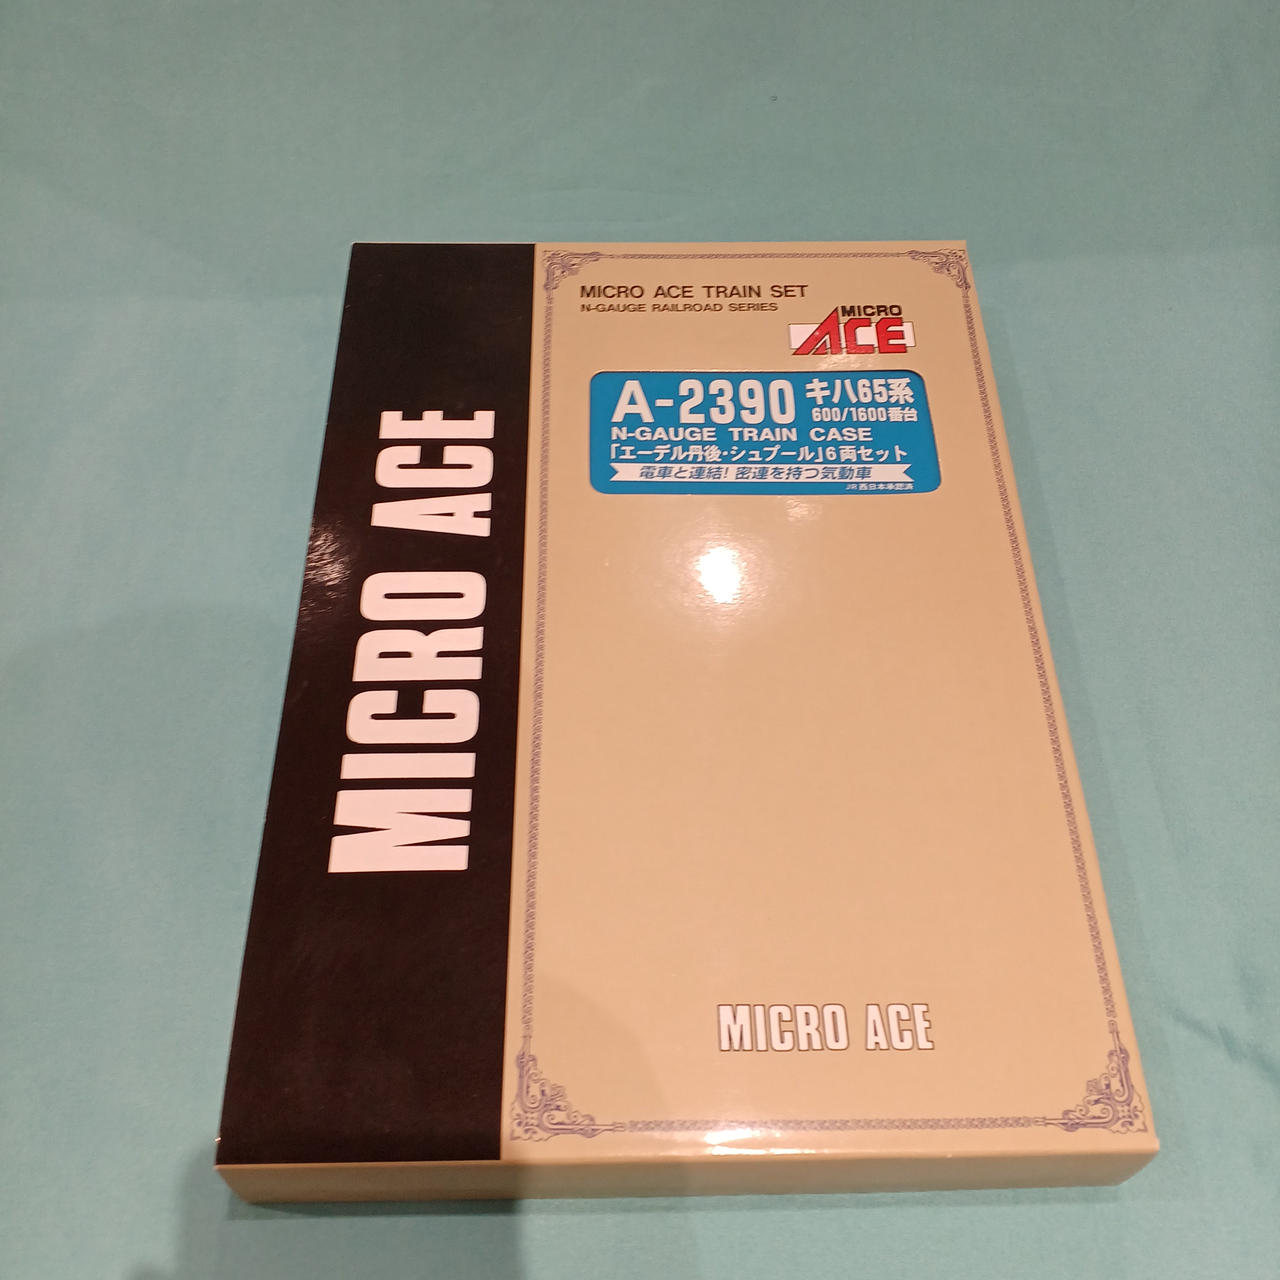 MICRO ACE
MICRO ACE TRAIN SET
N-GAUGE RAILROAD SERIES
MICRO
ACE
A-2390
キハ65系
600/1600番台
N-GAUGE TRAIN CASE
「エーデル丹後・シュプール」6両セット
電車と連結! 密連を持つ気動車
JR西日本承認済
MICRO ACE